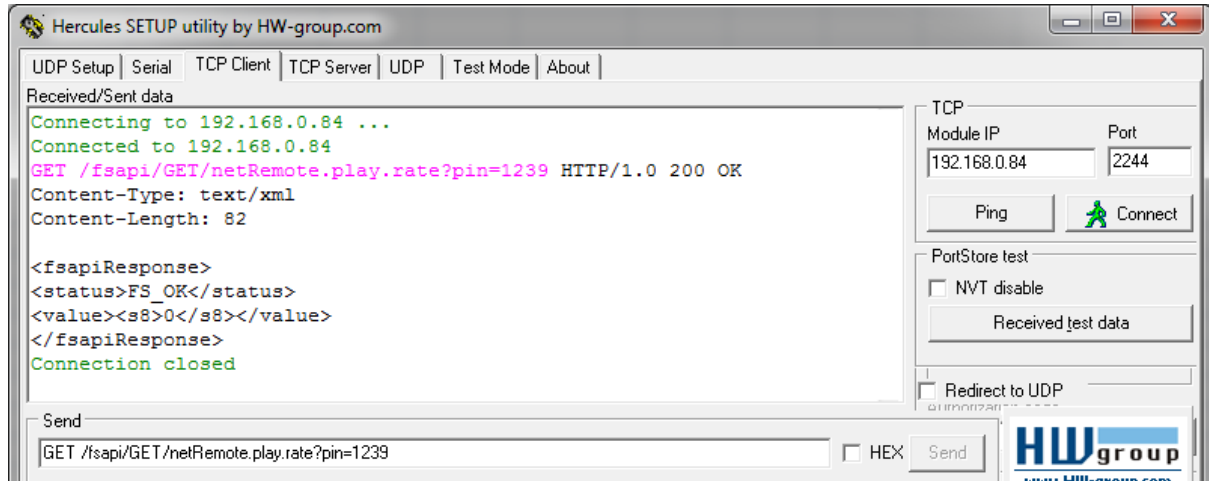 Hercules SETUP utility by HW-group.com
UDP Setup Serial TCP Client TCP Server UDP Test Mode About
Received/Sent data
Connecting to 192.168.0.84 ...
Connected to 192.168.0.84
GET /fsapi/GET/netRemote.play.rate?pin=1239 HTTP/1.0 200 OK
Content-Type: text/xml
Content-Length: 82
<fsapiResponse>
<status>FS_OK</status>
<value><s8>0</s8></value>
</fsapiResponse>
Connection closed
TCP
Module IP Port
192.168.0.84 2244
Ping Connect
PortStore test
NVT disable
Received test data
Redirect to UDP
Send
GET /fsapi/GET/netRemote.play.rate?pin=1239 HEX Send
HW group
www.HW-group.com